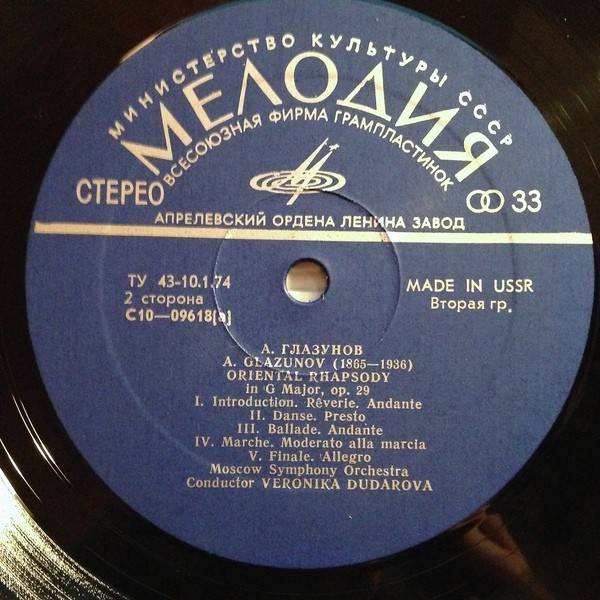 МИНИСТЕРСТВО КУЛЬТУРЫ СССР
МЕЛОДИЯ
ВСЕСОЮЗНАЯ ФИРМА ГРАМПЛАСТИНОК
СТЕРЕО
33
АПРЕЛЕВСКИЙ ОРДЕНА ЛЕНИНА ЗАВОД
ТУ 43-10.1.74
2 сторона
С10—09618(а)
MADE IN USSR
Вторая гр.
А. ГЛАЗУНОВ
A. GLAZUNOV (1865—1936)
ORIENTAL RHAPSODY
in G Major, op. 29
I. Introduction. Rêverie. Andante
II. Danse. Presto
III. Ballade. Andante
IV. Marche. Moderato alla marcia
V. Finale. Allegro
Moscow Symphony Orchestra
Conductor VERONIKA DUDAROVA